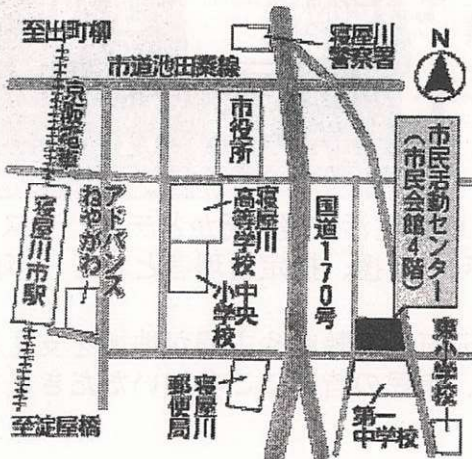 至出町柳
寝屋川
警察署
N
市道池田秦線
京阪電車
市役所
市民活動センター
(市民会館4階)
アドバンス
ねやがわ
寝屋川
高等学校
中央
小学校
国道170号
寝屋川市駅
東小学校
至淀屋橋
寝屋川
郵便局
第一
中学校